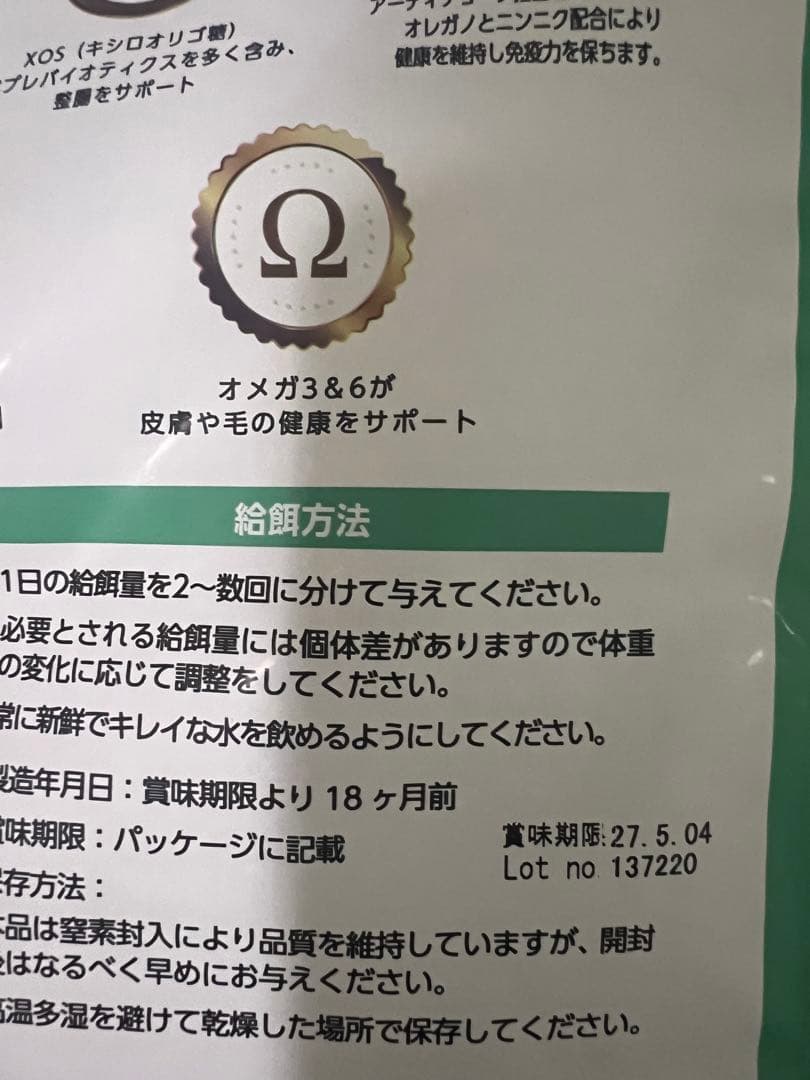 XOS(キシロオリゴ糖)
プレバイオティクスを多く含み、
整腸をサポート
オレガノとニンニク配合により
健康を維持し免疫力を保ちます。
Ω
オメガ3&6が
皮膚や毛の健康をサポート
給餌方法
1日の給餌量を2〜数回に分けて与えてください。
必要とされる給餌量には個体差がありますので体重
の変化に応じて調整をしてください。
常に新鮮でキレイな水を飲めるようにしてください。
製造年月日:賞味期限より18ヶ月前
賞味期限:パッケージに記載
賞味期限:27.5.04
Lot no 137220
保存方法:
本品は窒素封入により品質を維持していますが、開封
後はなるべく早めにお与えください。
高温多湿を避けて乾燥した場所で保存してください。